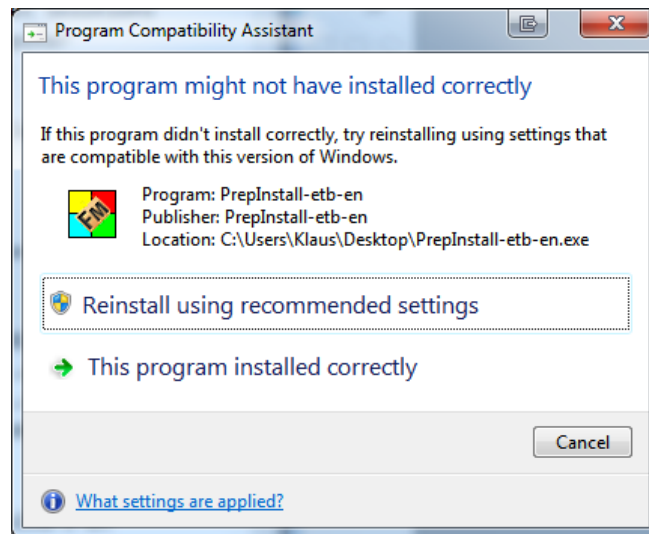 Program Compatibility Assistant
This program might not have installed correctly
If this program didn't install correctly, try reinstalling using settings that
are compatible with this version of Windows.
FM
Program: PrepInstall-etb-en
Publisher: PrepInstall-etb-en
Location: C:\Users\Klaus\Desktop\PrepInstall-etb-en.exe
Reinstall using recommended settings
This program installed correctly
Cancel
What settings are applied?